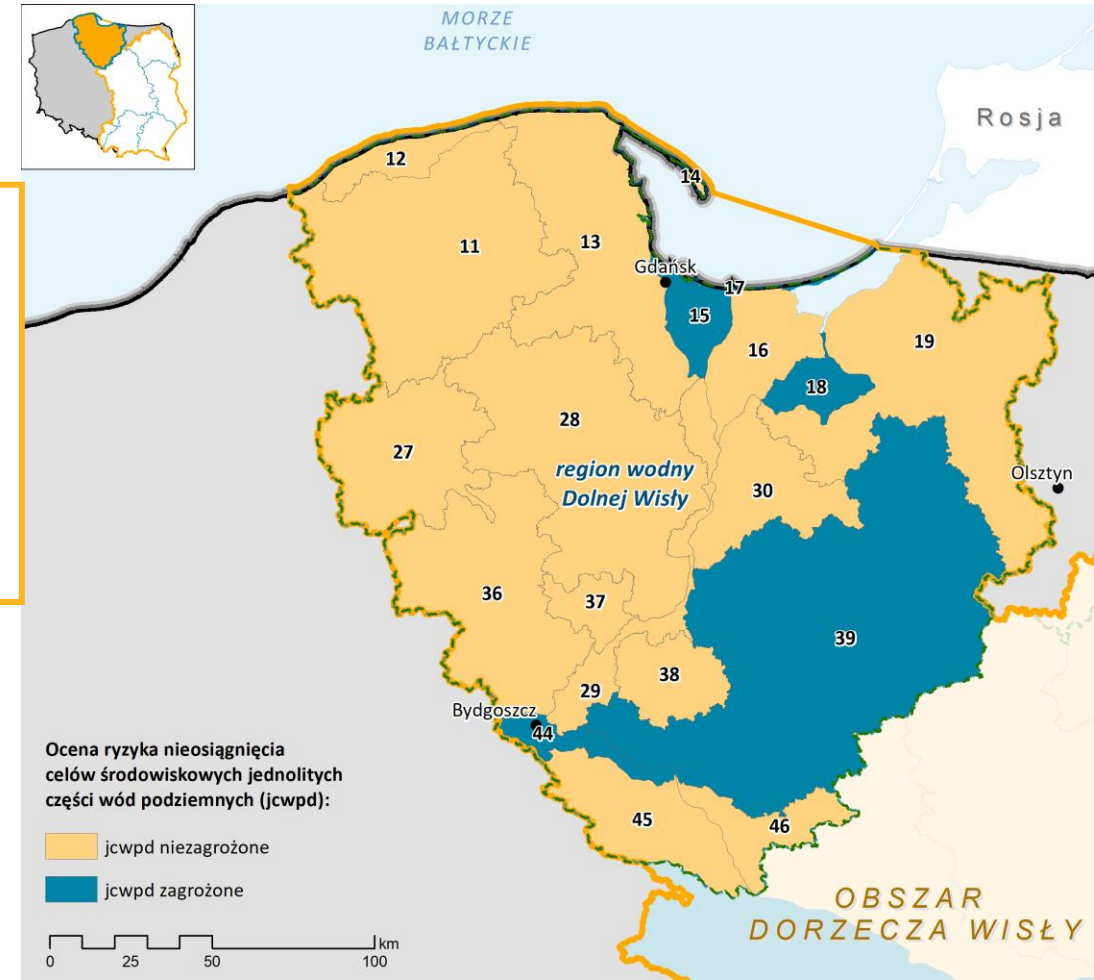 MORZE
BAŁTYCKIE
Rosja
12
14
11
13
Gdańsk
17
15
16
19
18
28
27
region wodny
Dolnej Wisły
30
Olsztyn
36
37
39
38
29
Bydgoszcz
44
Ocena ryzyka nieosiągnięcia
celów środowiskowych jednolitych
części wód podziemnych (jcwpd):
45
46
jcwpd niezagrożone
jcwpd zagrożone
OBSZAR
DORZECZA WISŁY
km
0 25 50 100